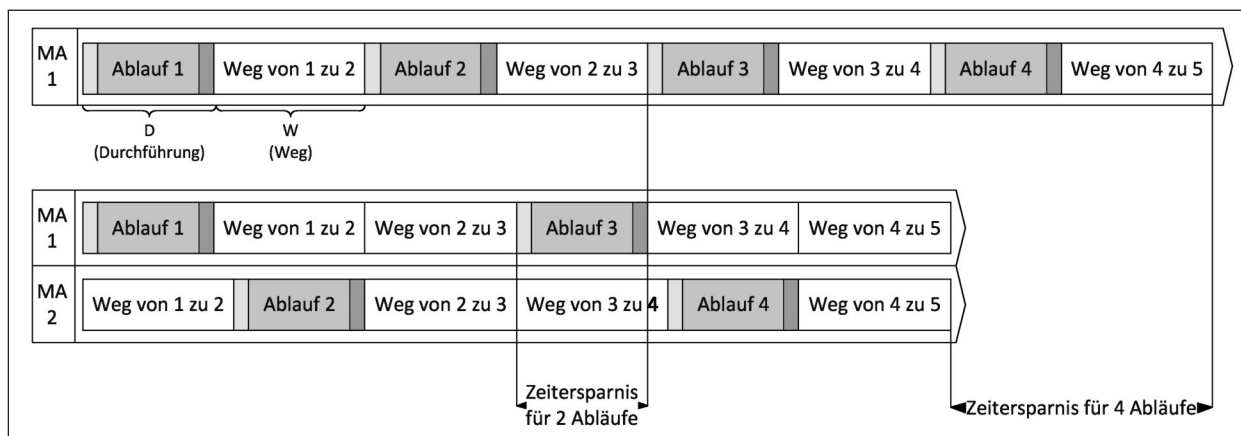 MA
1
Ablauf 1
Weg von 1 zu 2
Ablauf 2
Weg von 2 zu 3
Ablauf 3
Weg von 3 zu 4
Ablauf 4
Weg von 4 zu 5
D
(Durchführung)
W
(Weg)
MA
1
Ablauf 1
Weg von 1 zu 2
Weg von 2 zu 3
Ablauf 3
Weg von 3 zu 4
Weg von 4 zu 5
MA
2
Weg von 1 zu 2
Ablauf 2
Weg von 2 zu 3
Weg von 3 zu 4
Ablauf 4
Weg von 4 zu 5
Zeitersparnis
für 2 Abläufe
Zeitersparnis für 4 Abläufe